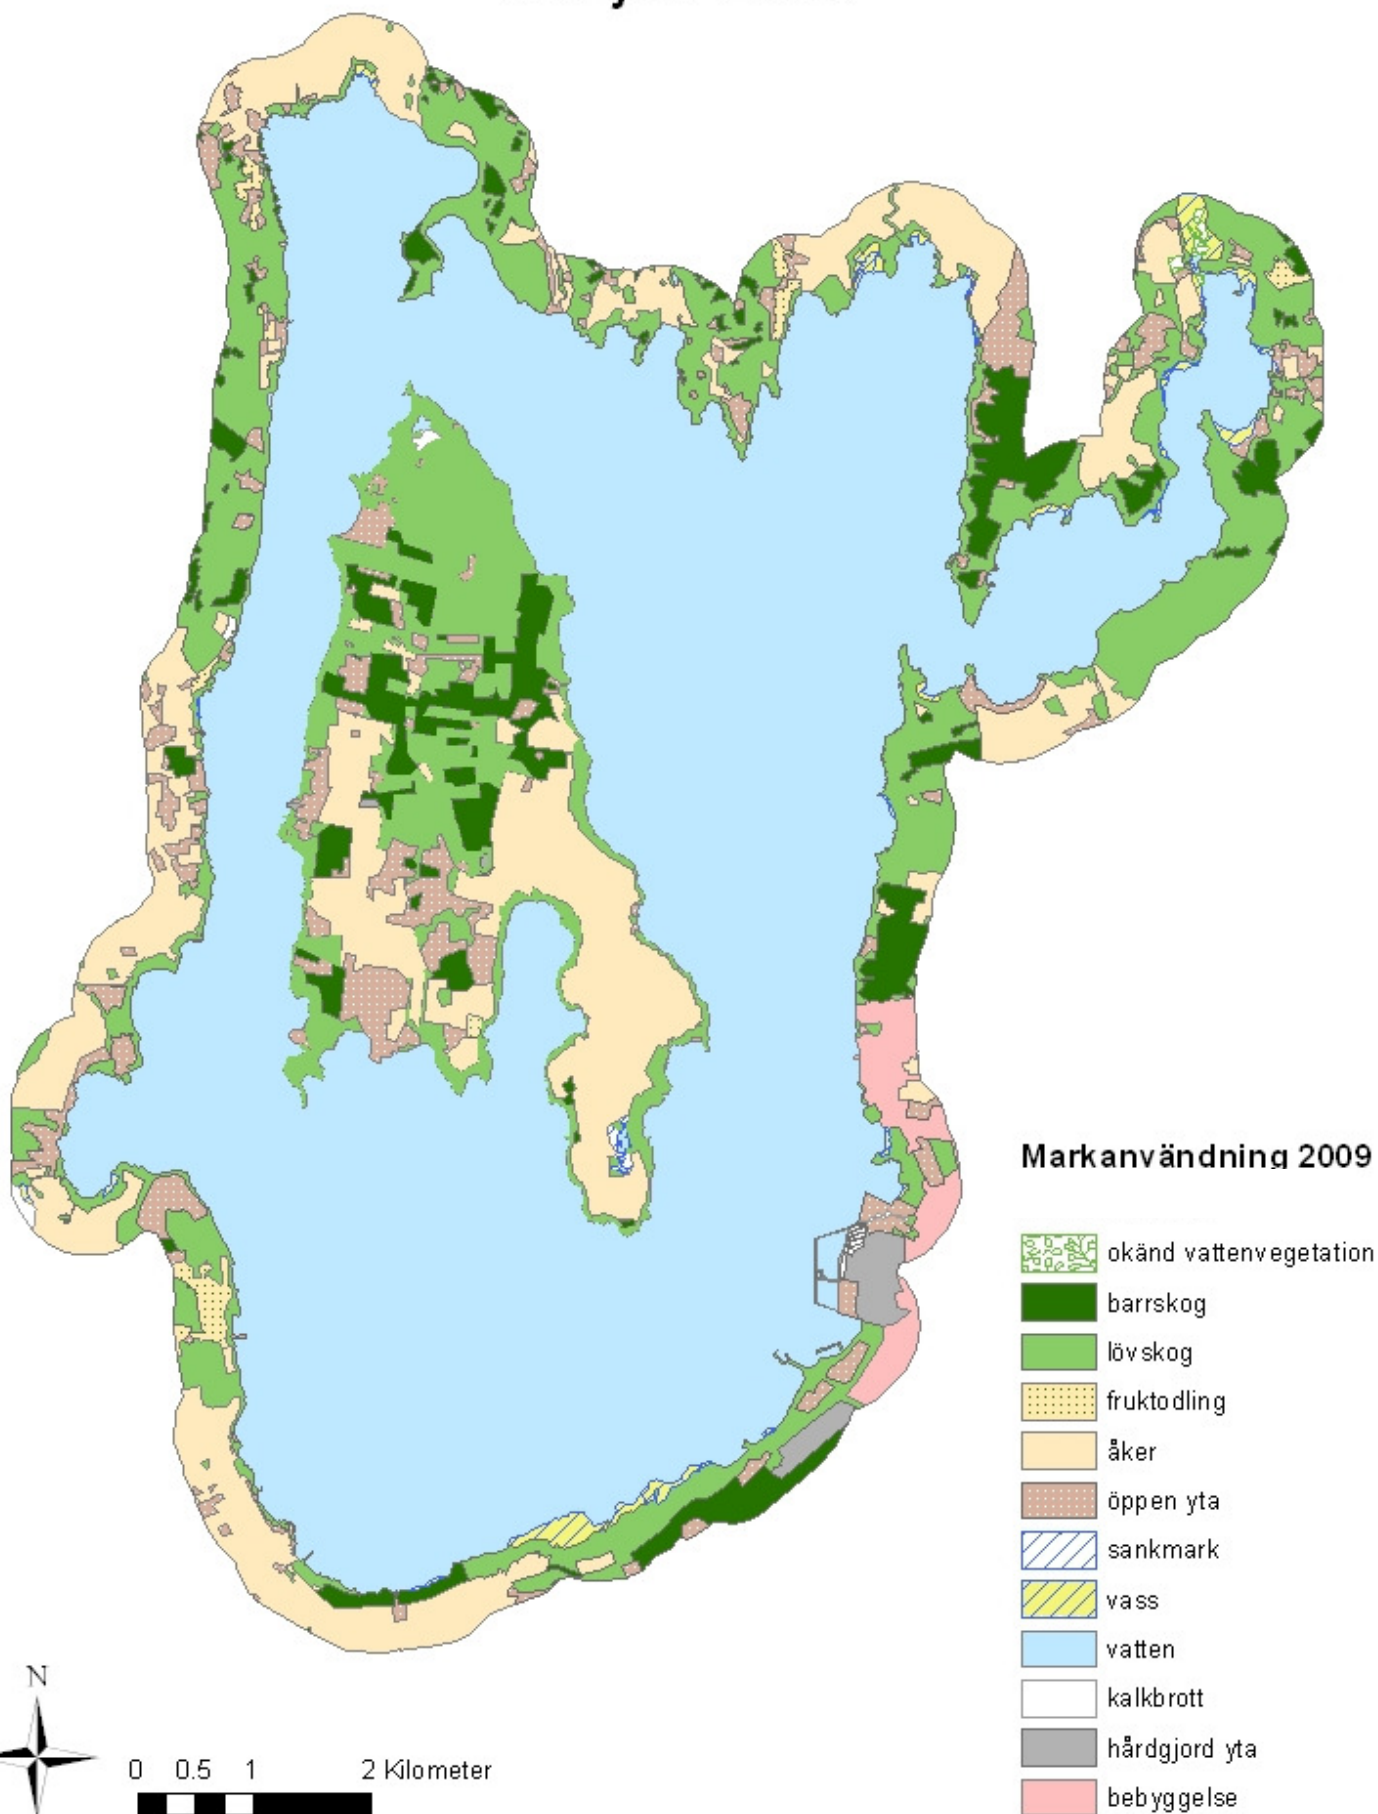 Markanvändning 2009
okänd vattenvegetation
barrskog
lövskog
fruktodling
åker
öppen yta
sankmark
vass
vatten
kalkbrott
hårdgjord yta
bebyggelse
N
0 0.5 1 2 Kilometer